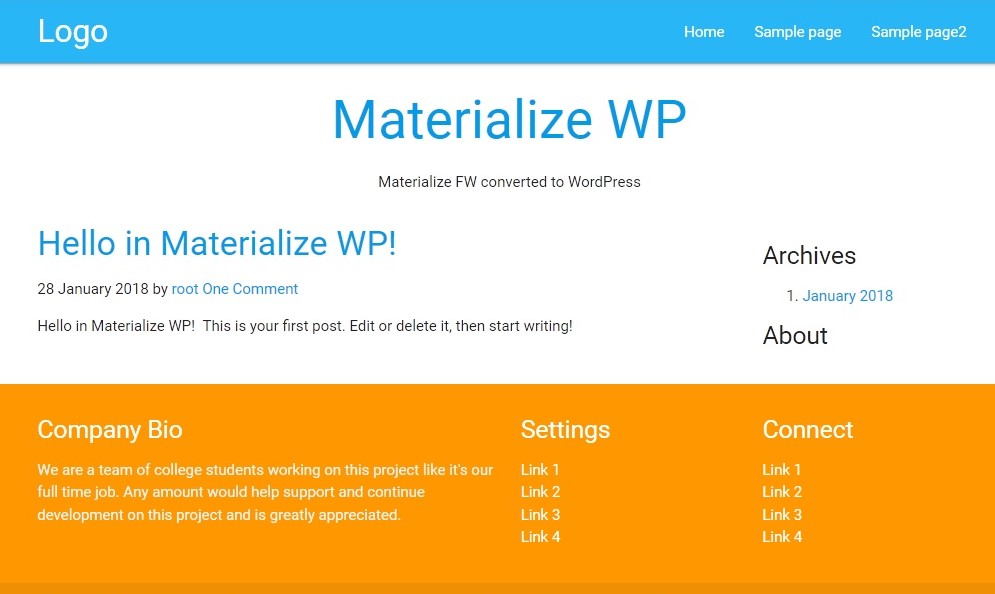 Logo
Home Sample page Sample page2
Materialize WP
Materialize FW converted to WordPress
Hello in Materialize WP!
28 January 2018 by root One Comment
Hello in Materialize WP!  This is your first post. Edit or delete it, then start writing!
Archives
1. January 2018
About
Company Bio
We are a team of college students working on this project like it's our
full time job. Any amount would help support and continue
development on this project and is greatly appreciated.
Settings
Link 1
Link 2
Link 3
Link 4
Connect
Link 1
Link 2
Link 3
Link 4